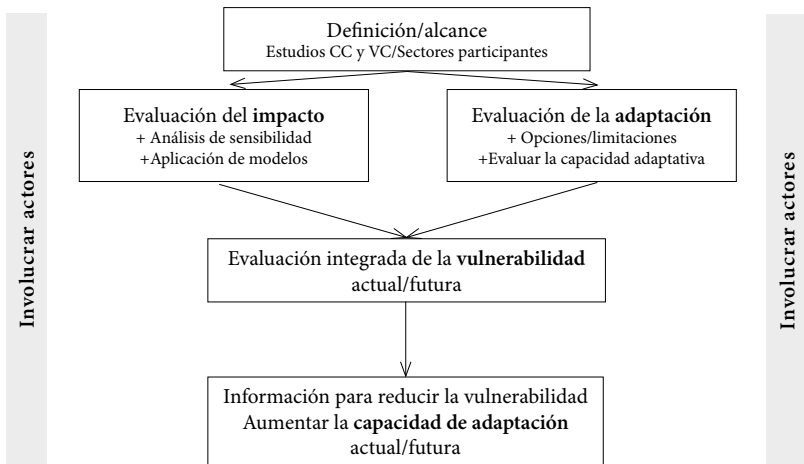 Definición/alcance
Estudios CC y VC/Sectores participantes
Evaluación del impacto
+ Análisis de sensibilidad
+Aplicación de modelos
Evaluación de la adaptación
+ Opciones/limitaciones
+Evaluar la capacidad adaptativa
Involucrar actores
Involucrar actores
Evaluación integrada de la vulnerabilidad
actual/futura
Información para reducir la vulnerabilidad
Aumentar la capacidad de adaptación
actual/futura